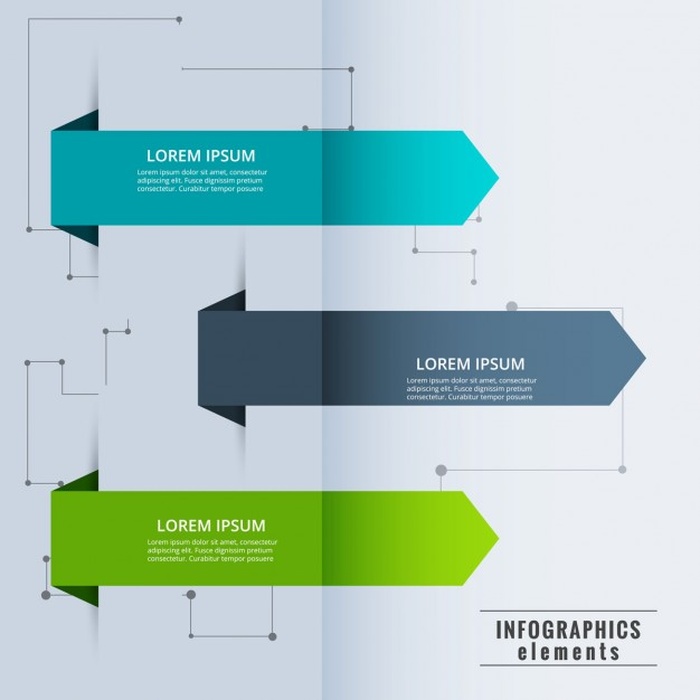 LOREM IPSUM
Lorem ipsum dolor sit amet, consectetur
adipiscing elit. Fusce dignissim pretium
consectetur. Curabitur tempor posuere
LOREM IPSUM
Lorem ipsum dolor sit amet, consectetur
adipiscing elit. Fusce dignissim pretium
consectetur. Curabitur tempor posuere
LOREM IPSUM
Lorem ipsum dolor sit amet, consectetur
adipiscing elit. Fusce dignissim pretium
consectetur. Curabitur tempor posuere
INFOGRAPHICS
elements